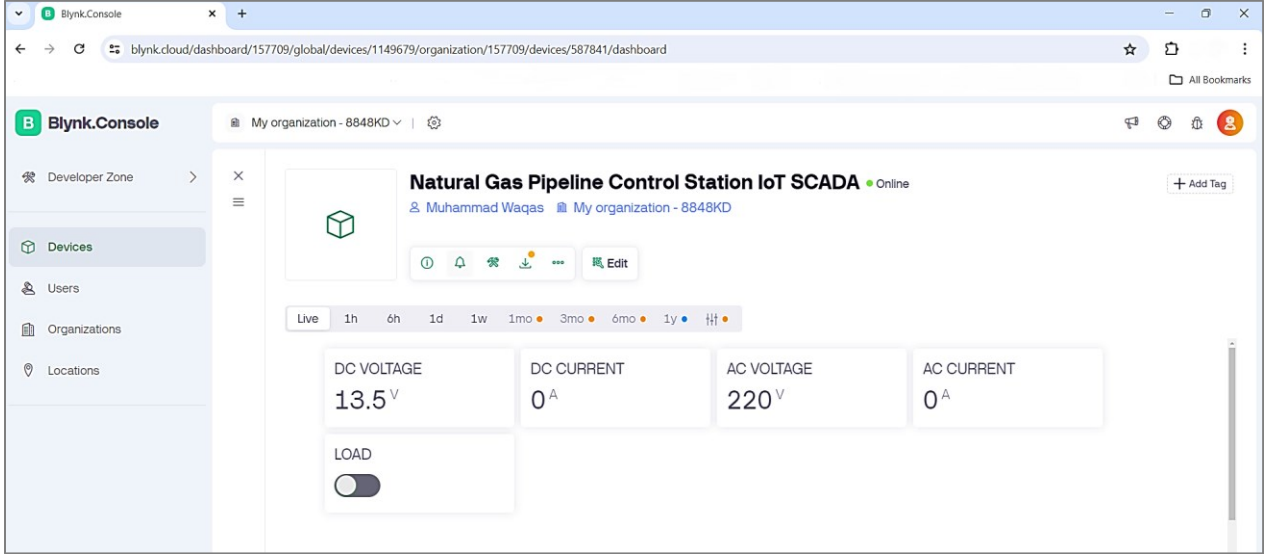 Blynk.Console
blynk.cloud/dashboard/157709/global/devices/1149679/organization/157709/devices/587841/dashboard
All Bookmarks
B Blynk.Console
My organization - 8848KD
Developer Zone
Natural Gas Pipeline Control Station IoT SCADA Online
+ Add Tag
Muhammad Waqas My organization - 8848KD
Devices
Edit
Users
Live 1h 6h 1d 1w 1mo 3mo 6mo 1y
Organizations
Locations
DC VOLTAGE DC CURRENT AC VOLTAGE AC CURRENT
13.5 V 0 A 220 V 0 A
LOAD